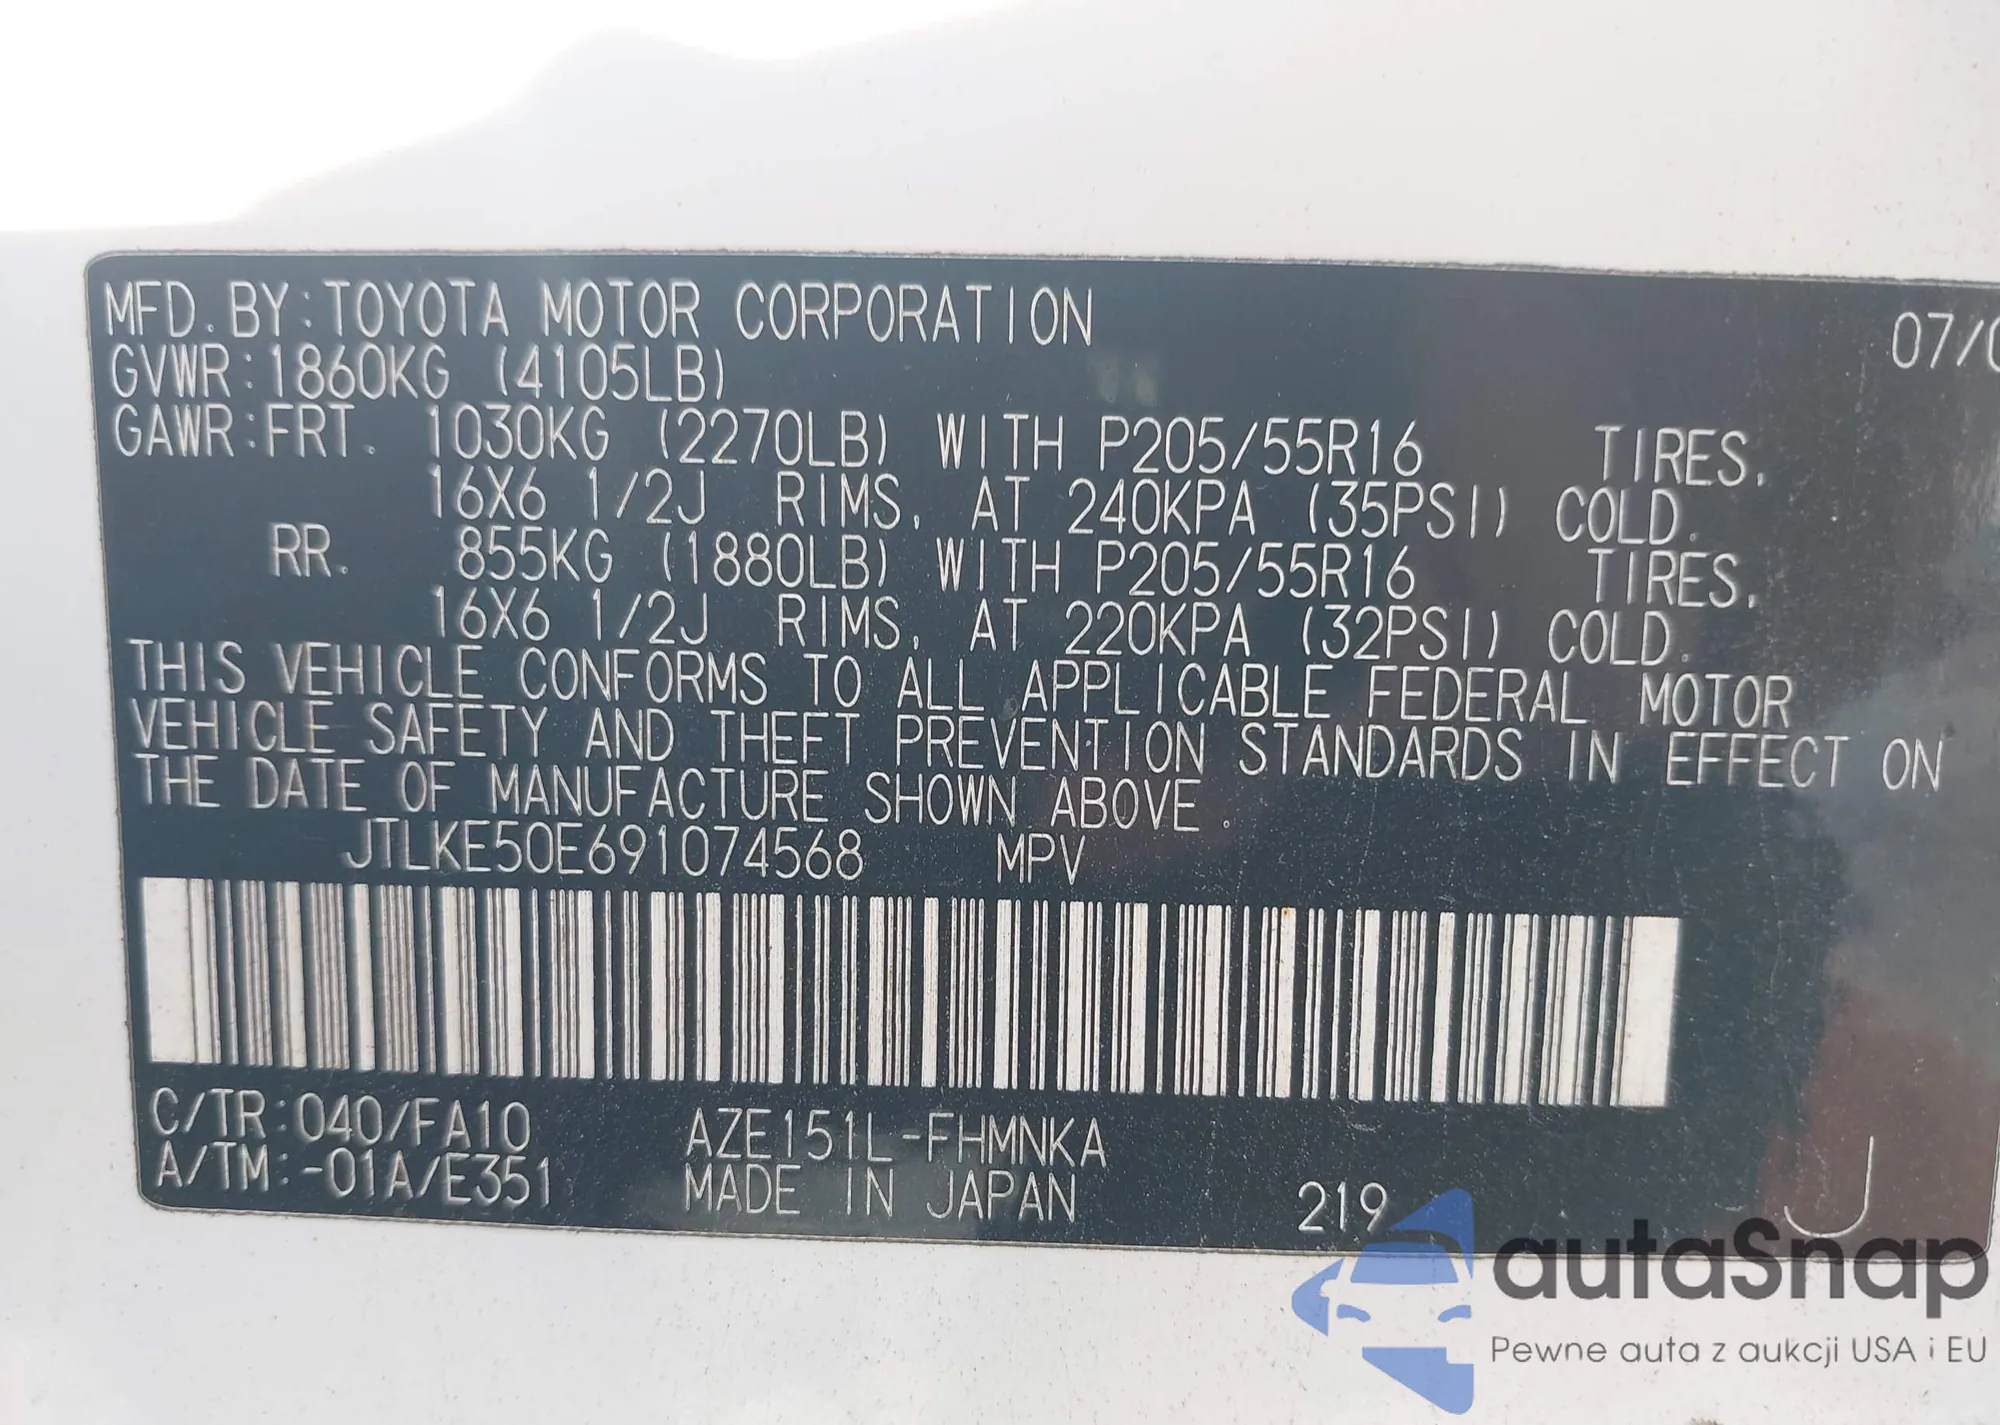 MFD. BY:TOYOTA MOTOR CORPORATION 07/0
GVWR:1860KG (4105LB)
GAWR:FRT. 1030KG (2270LB) WITH P205/55R16 TIRES,
16X6 1/2J RIMS, AT 240KPA (35PSI) COLD.
RR. 855KG (1880LB) WITH P205/55R16 TIRES,
16X6 1/2J RIMS, AT 220KPA (32PSI) COLD.
THIS VEHICLE CONFORMS TO ALL APPLICABLE FEDERAL MOTOR
VEHICLE SAFETY AND THEFT PREVENTION STANDARDS IN EFFECT ON
THE DATE OF MANUFACTURE SHOWN ABOVE.
JTLKE50E691074568 MPV
C/TR:040/FA10 AZE151L-FHMNKA
A/TM:-01A/E351 MADE IN JAPAN 219 J
autaSnap
Pewne auta z aukcji USA i EU